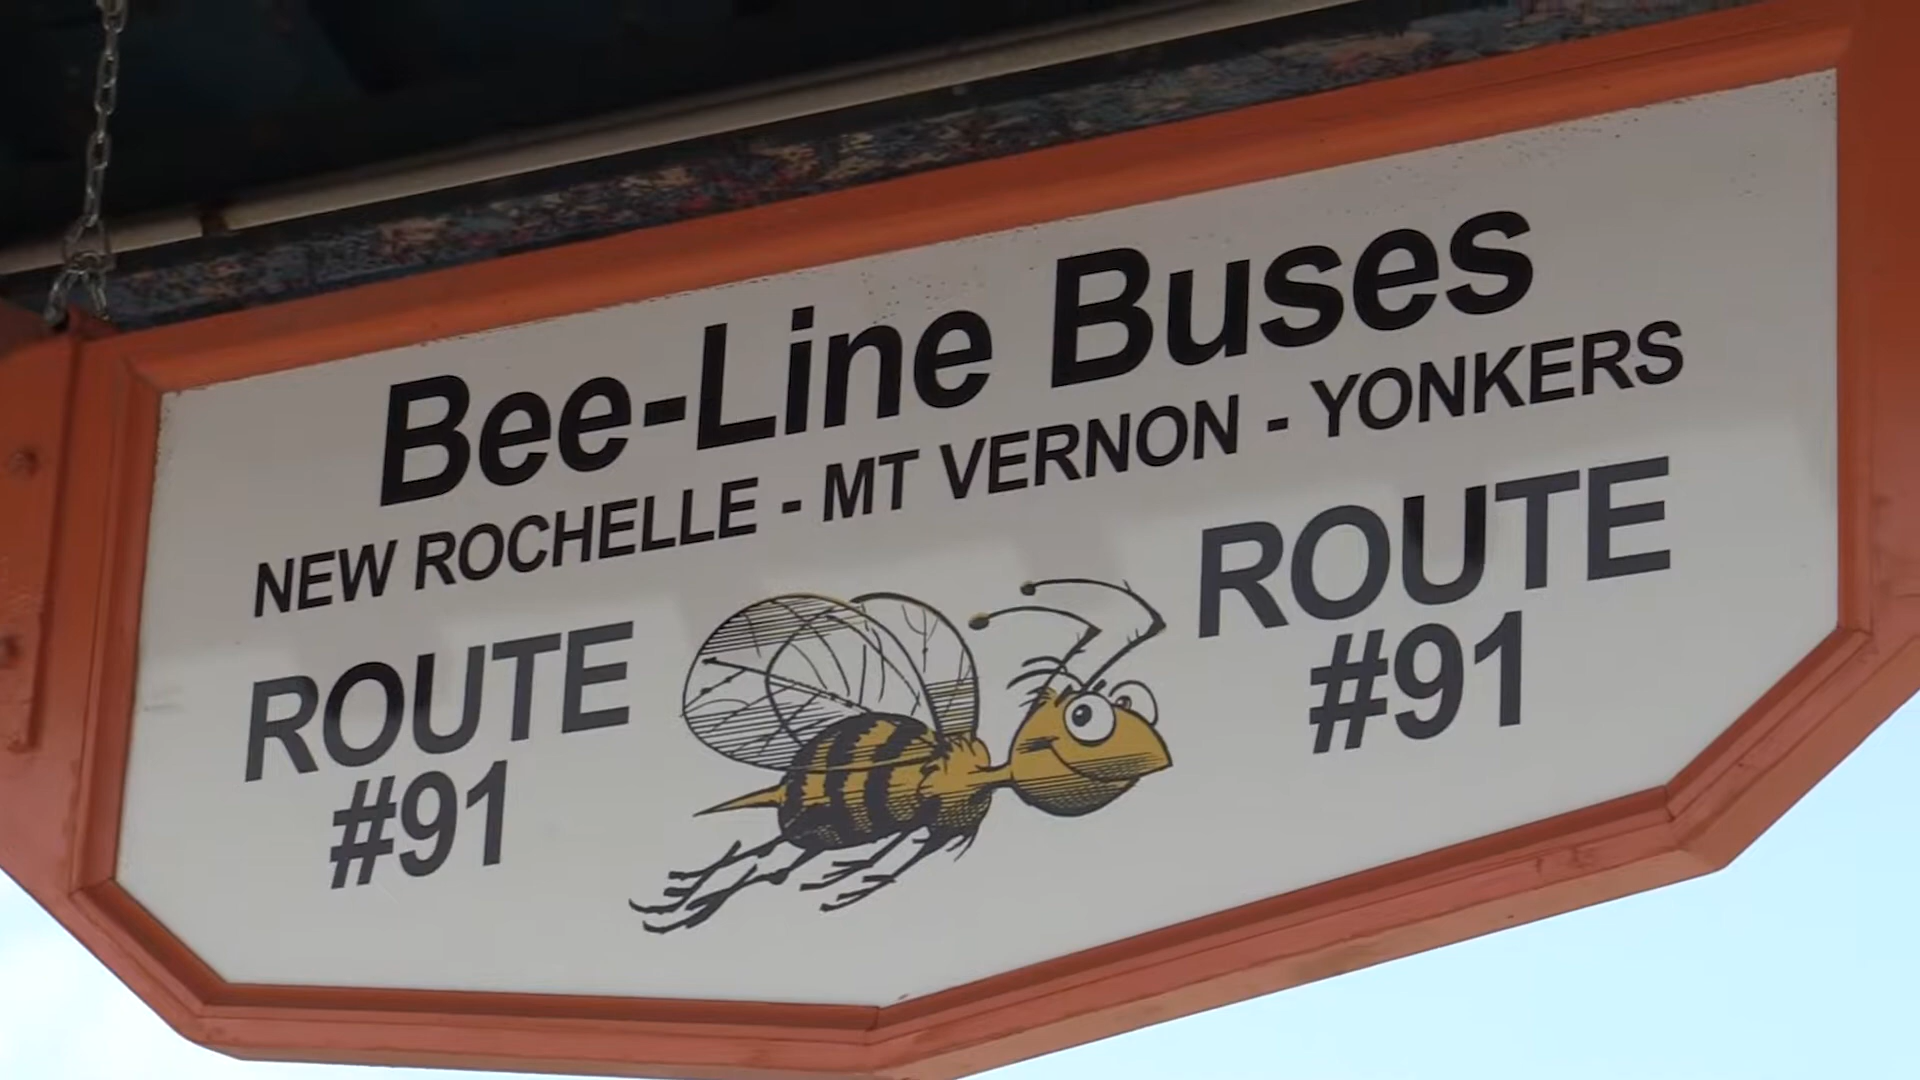 Bee-Line Buses
NEW ROCHELLE - MT VERNON - YONKERS
ROUTE
#91
ROUTE
#91